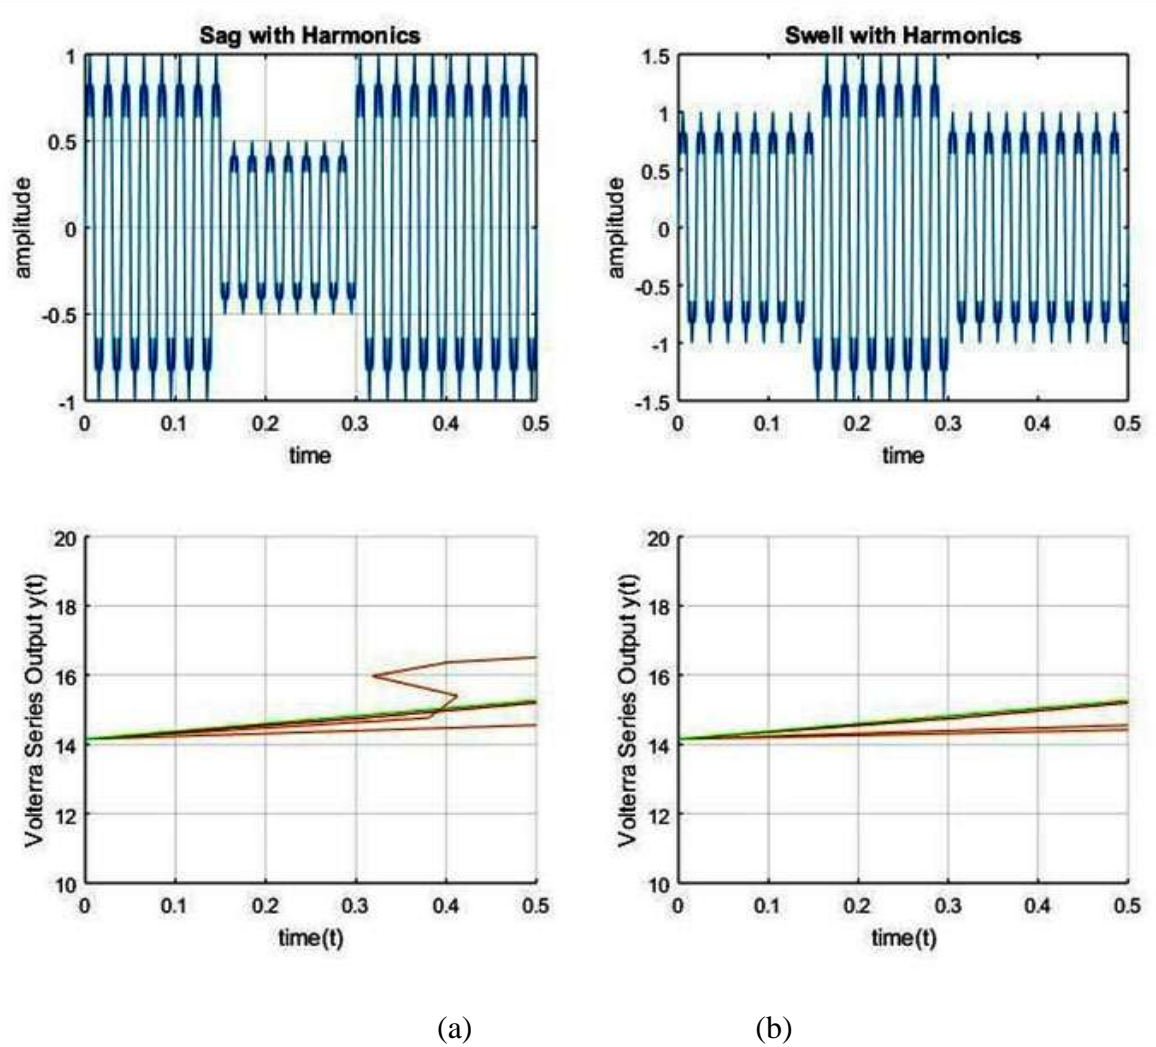 Sag with Harmonics
1
0.5
0
-0.5
-1
amplitude
0 0.1 0.2 0.3 0.4 0.5
time
Swell with Harmonics
1.5
1
0.5
0
-0.5
-1
-1.5
amplitude
0 0.1 0.2 0.3 0.4 0.5
time
20
18
16
14
12
10
Volterra Series Output y(t)
0 0.1 0.2 0.3 0.4 0.5
time(t)
20
18
16
14
12
10
Volterra Series Output y(t)
0 0.1 0.2 0.3 0.4 0.5
time(t)
(a) (b)